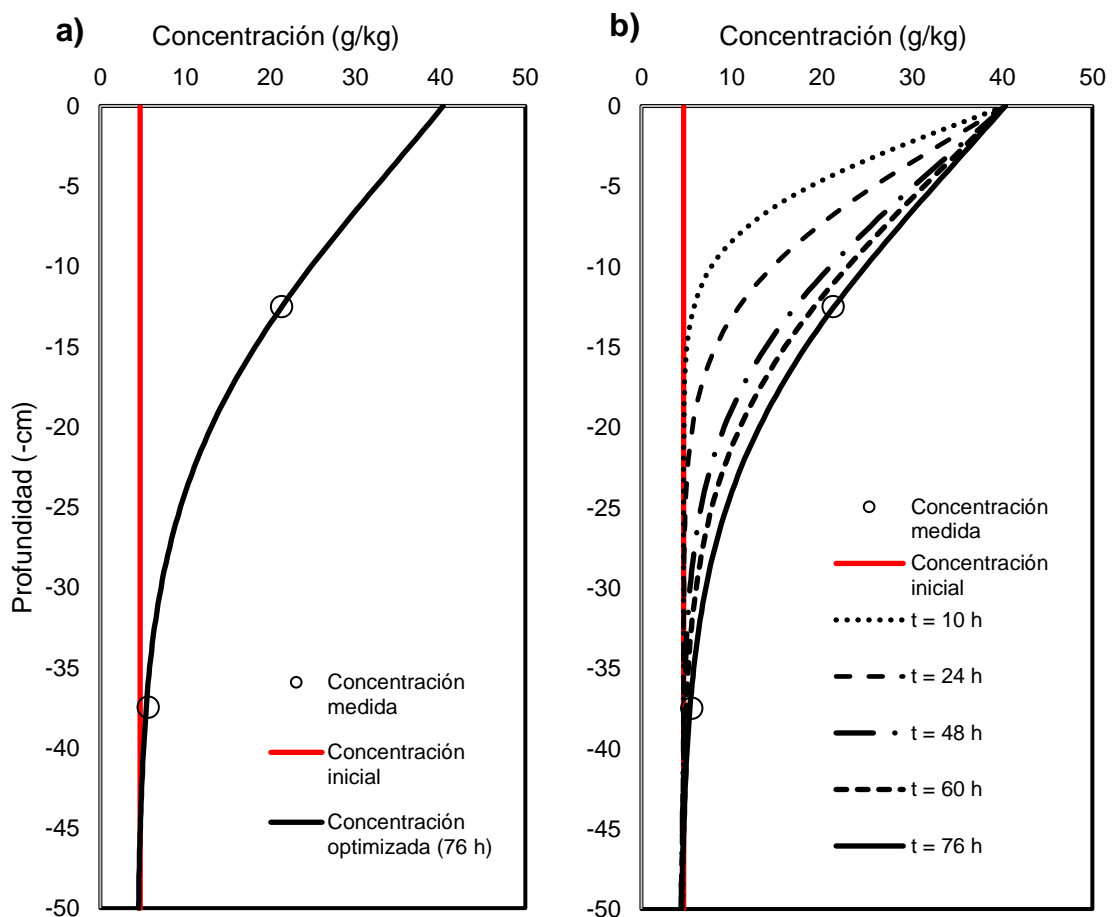 a)
Concentración (g/kg)
0 10 20 30 40 50
0
-5
-10
-15
-20
-25
-30
-35
-40
-45
-50
Profundidad (-cm)
Concentración
medida
Concentración
inicial
Concentración
optimizada (76 h)
b)
Concentración (g/kg)
0 10 20 30 40 50
0
-5
-10
-15
-20
-25
-30
-35
-40
-45
-50
Concentración
medida
Concentración
inicial
t = 10 h
t = 24 h
t = 48 h
t = 60 h
t = 76 h